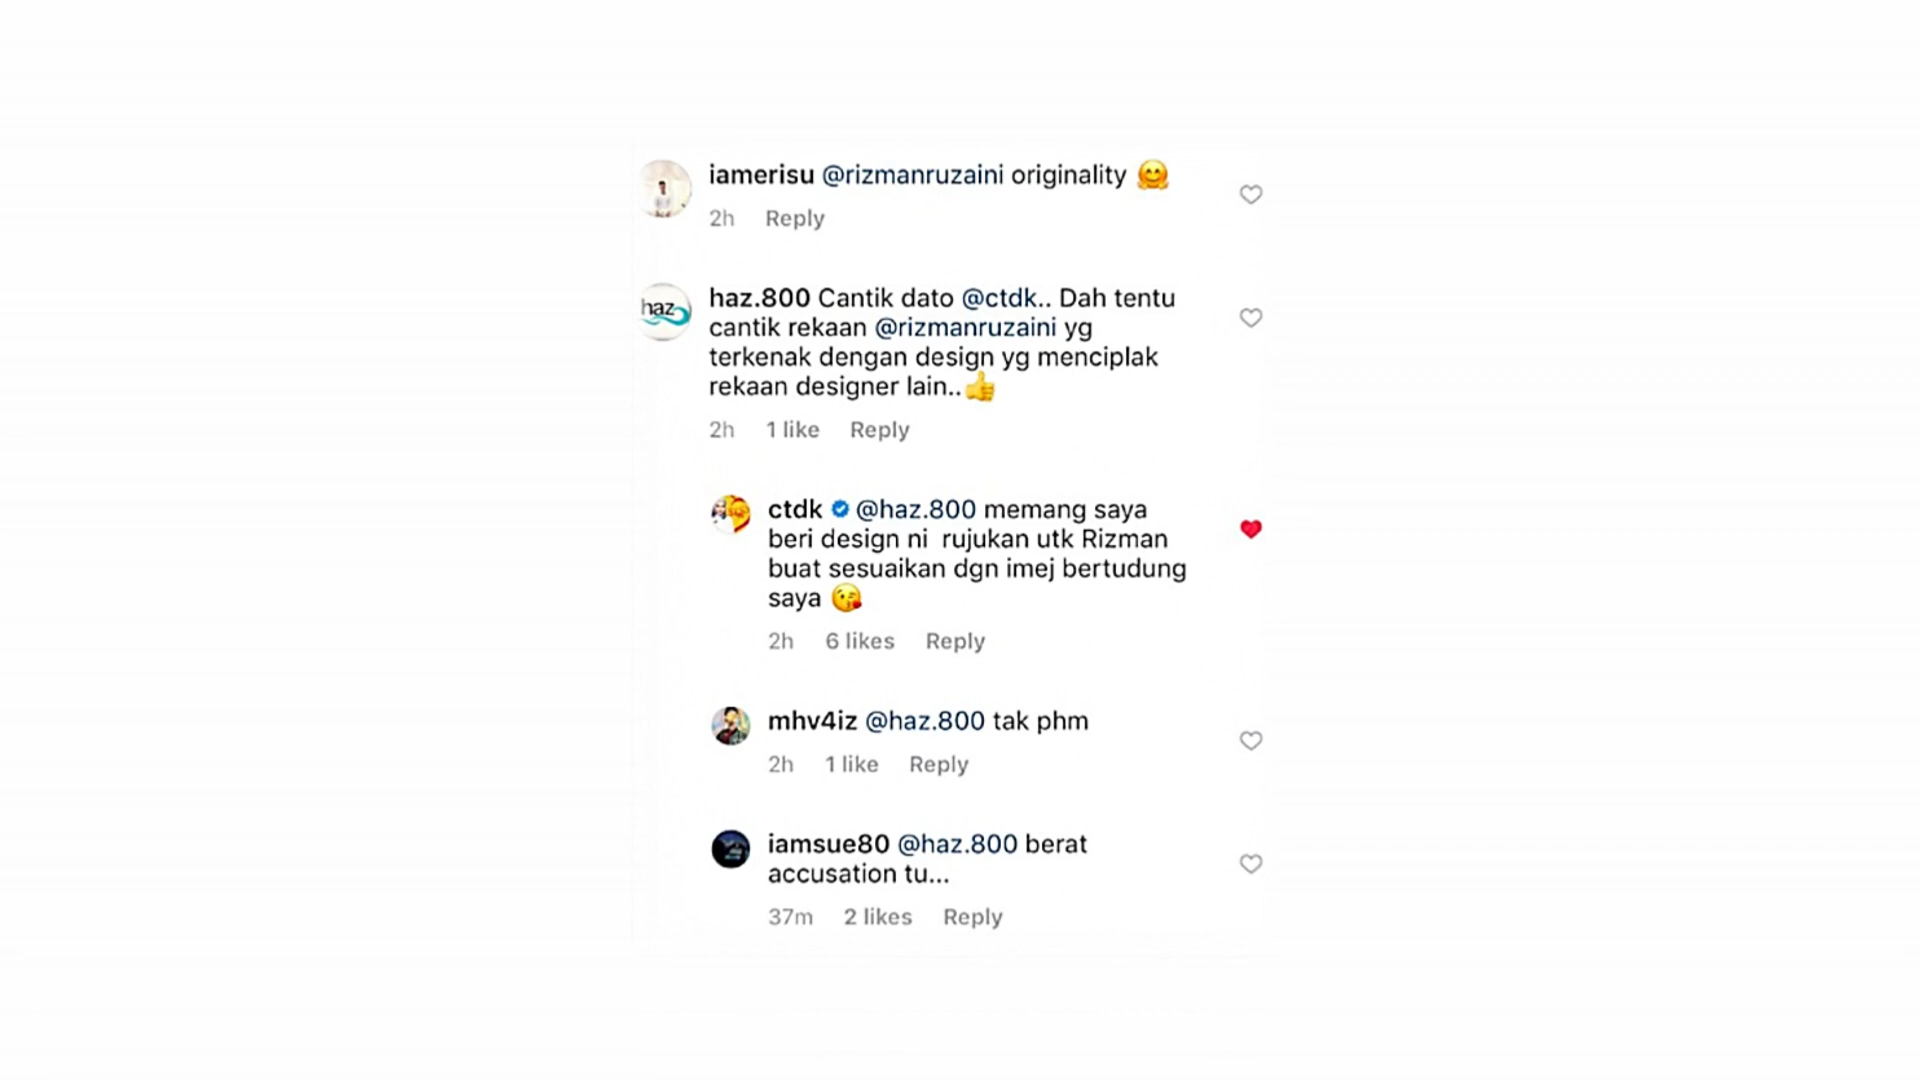 iamerisu @rizmanruzaini originality 🤗
2h Reply
haz
haz.800 Cantik dato @ctdk.. Dah tentu
cantik rekaan @rizmanruzaini yg
terkenak dengan design yg menciplak
rekaan designer lain..👍
2h 1 like Reply
ctdk @haz.800 memang saya
beri design ni rujukan utk Rizman
buat sesuaikan dgn imej bertudung
saya 😘
2h 6 likes Reply
mhv4iz @haz.800 tak phm
2h 1 like Reply
iamsue80 @haz.800 berat
accusation tu...
37m 2 likes Reply